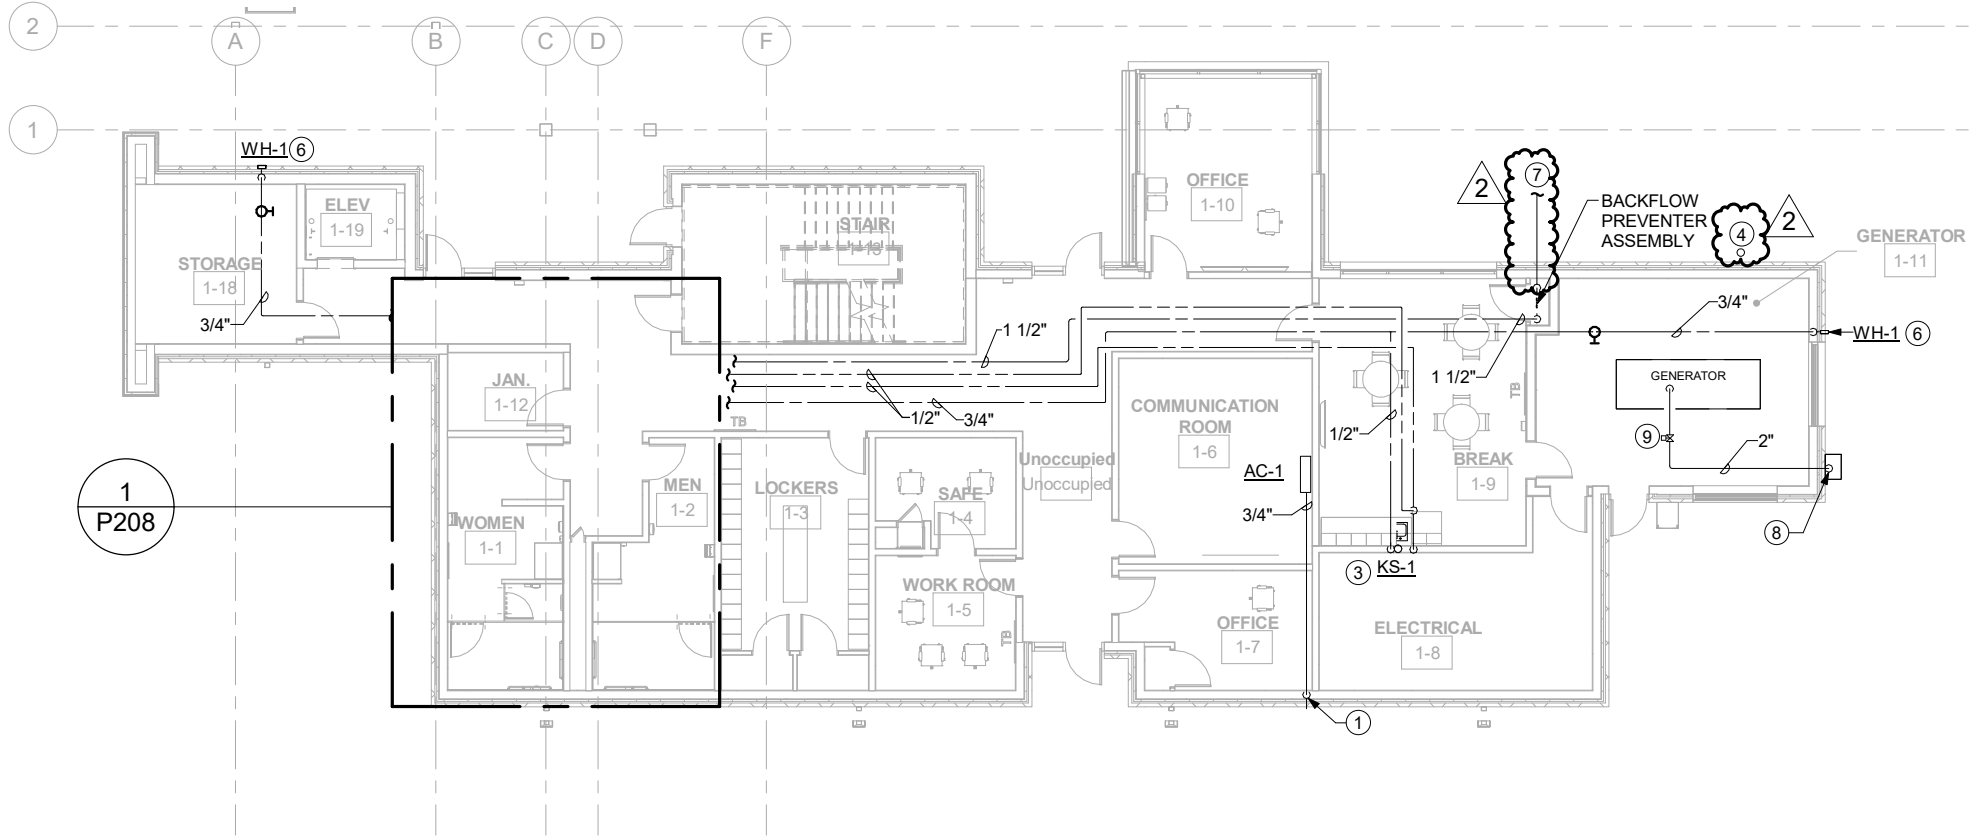 2
A
B
C
D
F
1
WH-1 6
ELEV
1-19
STORAGE
1-18
3/4"
STAIR
1-13
OFFICE
1-10
2
7
BACKFLOW
PREVENTER
ASSEMBLY
4
2
GENERATOR
1-11
3/4"
WH-1 6
1 1/2"
1 1/2"
1/2"
3/4"
JAN.
1-12
TB
COMMUNICATION
ROOM
1-6
1/2"
TB
GENERATOR
9
2"
8
BREAK
1-9
AC-1
3/4"
3 KS-1
Unoccupied
Unoccupied
1
P208
WOMEN
1-1
MEN
1-2
LOCKERS
1-3
SAFE
1-4
WORK ROOM
1-5
TB
OFFICE
1-7
ELECTRICAL
1-8
1